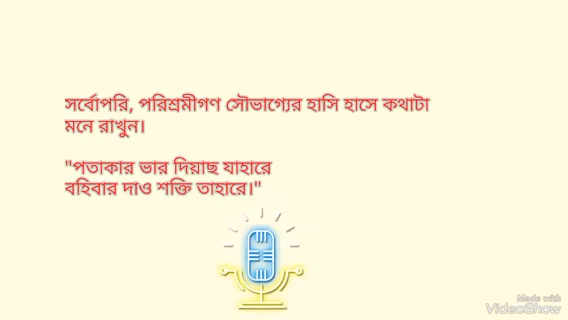 সর্বোপরি, পরিশ্রমীগণ সৌভাগ্যের হাসি হাসে কথাটা
মনে রাখুন।
"পতাকার ভার দিয়াছ যাহারে
বহিবার দাও শক্তি তাহারে।"
Made with
VideoShow